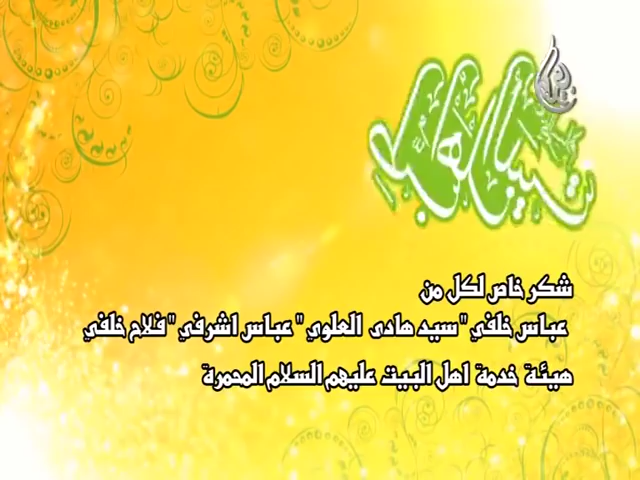 شكر خاص لكل من
عباس خلفي " سيد هادى العلوي " عباس اشرفي " فلاح خلفي
هيئة خدمة اهل البيت عليهم السلام المحمرة